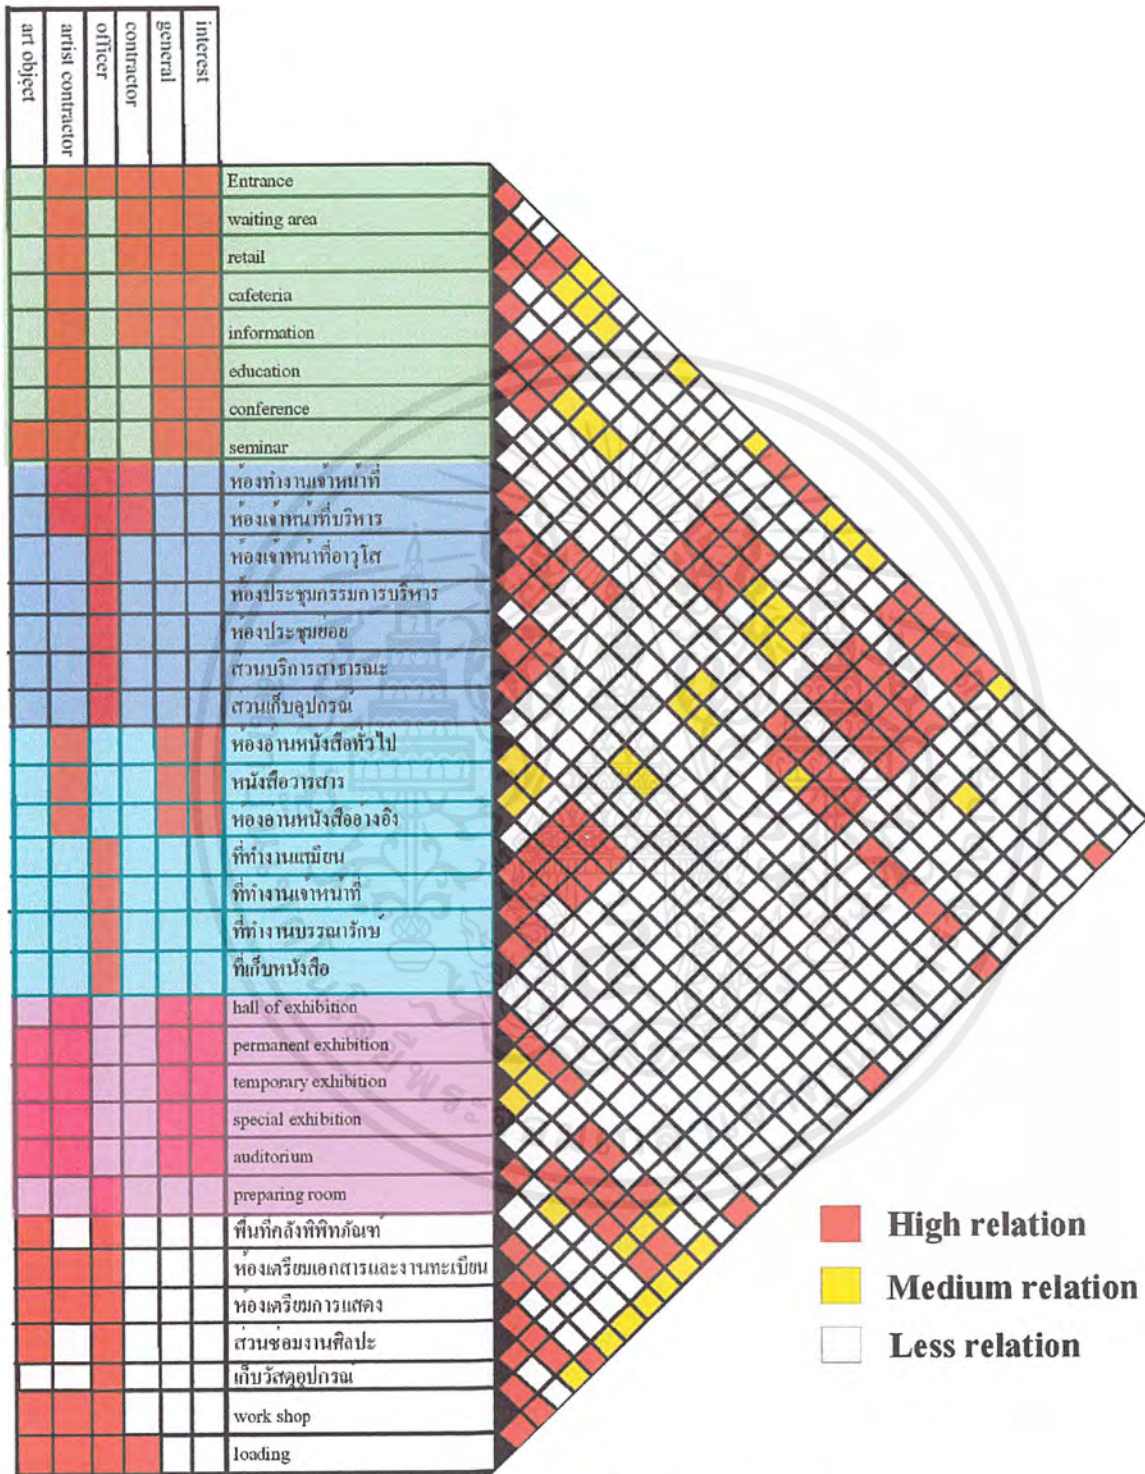 art object
artist contractor
officer
contractor
general
interest
Entrance
waiting area
retail
cafeteria
information
education
conference
seminar
ห้องทำงานเจ้าหน้าที่
ห้องเจ้าหน้าที่บริหาร
ห้องเจ้าหน้าที่อาวุโส
ห้องประชุมกรรมการบริหาร
ห้องประชุมย่อย
ส่วนบริการสาธารณะ
ส่วนเก็บอุปกรณ์
ห้องอ่านหนังสือทั่วไป
หนังสือวารสาร
ห้องอ่านหนังสืออ้างอิง
ที่ทำงานเสมียน
ที่ทำงานเจ้าหน้าที่
ที่ทำงานบรรณารักษ์
ที่เก็บหนังสือ
hall of exhibition
permanent exhibition
temporary exhibition
special exhibition
auditorium
preparing room
พื้นที่คลังพิพิทภัณฑ์
ห้องเตรียมเอกสารและงานทะเบียน
ห้องเตรียมการแสดง
ส่วนซ่อมงานศิลปะ
เก็บวัสดุอุปกรณ์
work shop
loading
High relation
Medium relation
Less relation